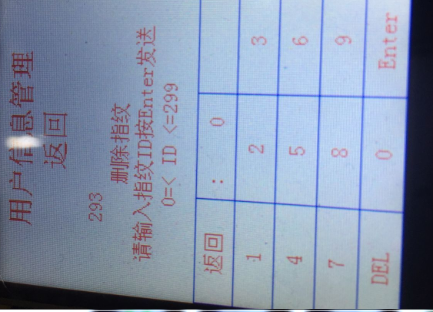 用户信息管理
返回
293
删除指纹
请输入指纹ID按Enter发送
0=< ID <=299
返回 : 0
1 2 3
4 5 6
7 8 9
DEL 0 Enter